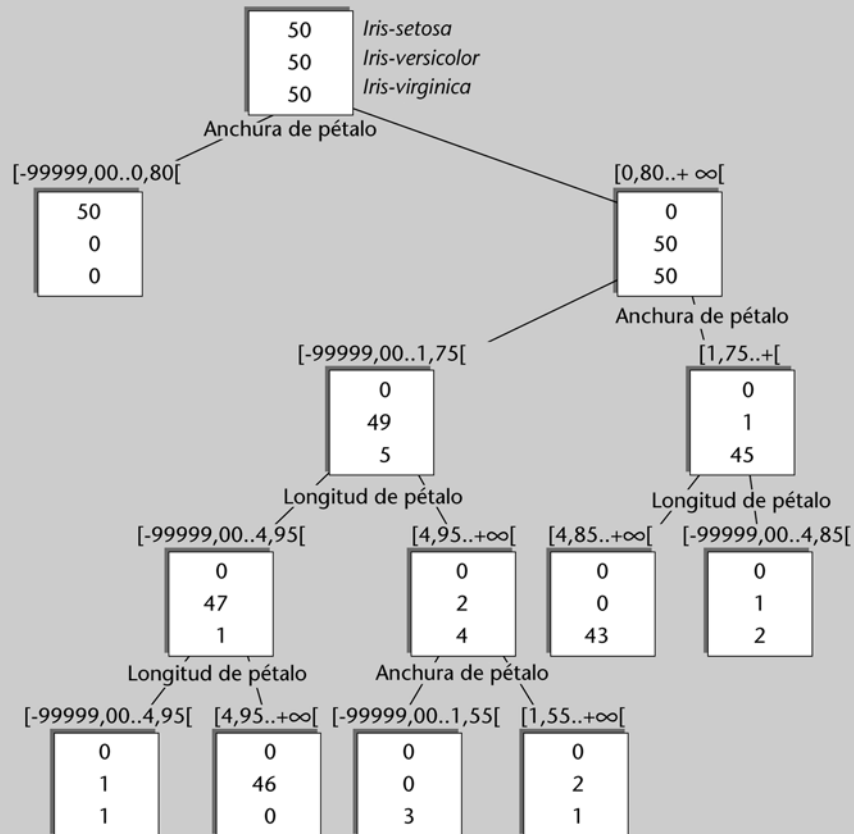 50 Iris-setosa
50 Iris-versicolor
50 Iris-virginica
Anchura de pétalo
[-99999,00..0,80[ [0,80..+ ∞[
50 0
0 50
0 50
Anchura de pétalo
[-99999,00..1,75[ [1,75..+[
0 0
49 1
5 45
Longitud de pétalo Longitud de pétalo
[-99999,00..4,95[ [4,95..+∞[ [4,85..+∞[ [-99999,00..4,85[
0 0 0 0
47 2 0 1
1 4 43 2
Longitud de pétalo Anchura de pétalo
[-99999,00..4,95[ [4,95..+∞[ [-99999,00..1,55[ [1,55..+∞[
0 0 0 0
1 46 0 2
1 0 3 1